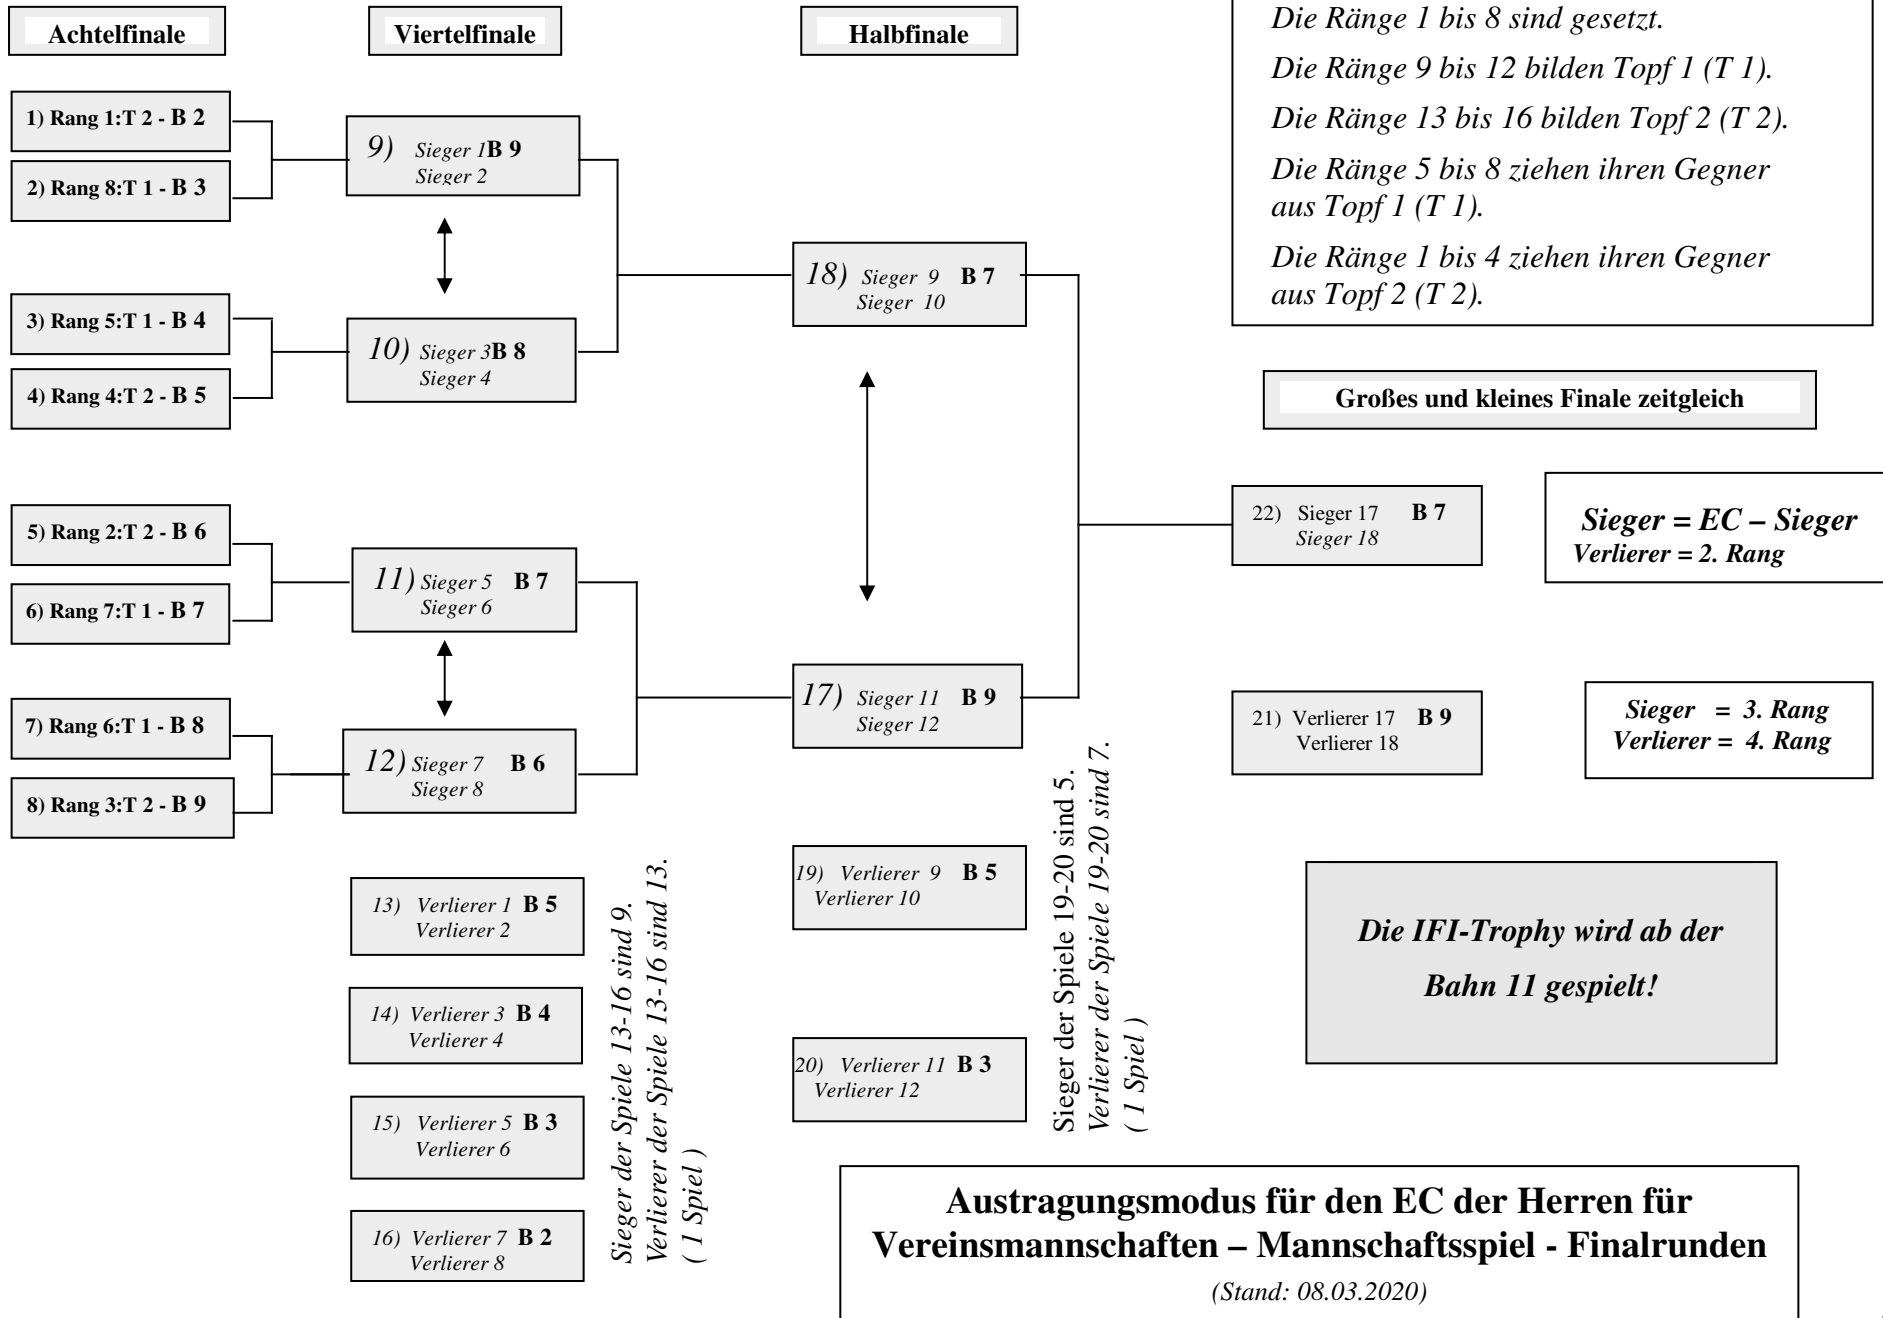 Achtelfinale
Viertelfinale
Halbfinale
Die Ränge 1 bis 8 sind gesetzt.
Die Ränge 9 bis 12 bilden Topf 1 (T 1).
Die Ränge 13 bis 16 bilden Topf 2 (T 2).
Die Ränge 5 bis 8 ziehen ihren Gegner
aus Topf 1 (T 1).
Die Ränge 1 bis 4 ziehen ihren Gegner
aus Topf 2 (T 2).
1) Rang 1:T 2 - B 2
2) Rang 8:T 1 - B 3
3) Rang 5:T 1 - B 4
4) Rang 4:T 2 - B 5
5) Rang 2:T 2 - B 6
6) Rang 7:T 1 - B 7
7) Rang 6:T 1 - B 8
8) Rang 3:T 2 - B 9
9) Sieger 1B 9
Sieger 2
10) Sieger 3B 8
Sieger 4
11) Sieger 5 B 7
Sieger 6
12) Sieger 7 B 6
Sieger 8
13) Verlierer 1 B 5
Verlierer 2
14) Verlierer 3 B 4
Verlierer 4
15) Verlierer 5 B 3
Verlierer 6
16) Verlierer 7 B 2
Verlierer 8
Sieger der Spiele 13-16 sind 9.
Verlierer der Spiele 13-16 sind 13.
( 1 Spiel )
18) Sieger 9 B 7
Sieger 10
17) Sieger 11 B 9
Sieger 12
19) Verlierer 9 B 5
Verlierer 10
20) Verlierer 11 B 3
Verlierer 12
Sieger der Spiele 19-20 sind 5.
Verlierer der Spiele 19-20 sind 7.
( 1 Spiel )
Großes und kleines Finale zeitgleich
22) Sieger 17 B 7
Sieger 18
Sieger = EC – Sieger
Verlierer = 2. Rang
21) Verlierer 17 B 9
Verlierer 18
Sieger = 3. Rang
Verlierer = 4. Rang
Die IFI-Trophy wird ab der
Bahn 11 gespielt!
Austragungsmodus für den EC der Herren für
Vereinsmannschaften – Mannschaftsspiel - Finalrunden
(Stand: 08.03.2020)